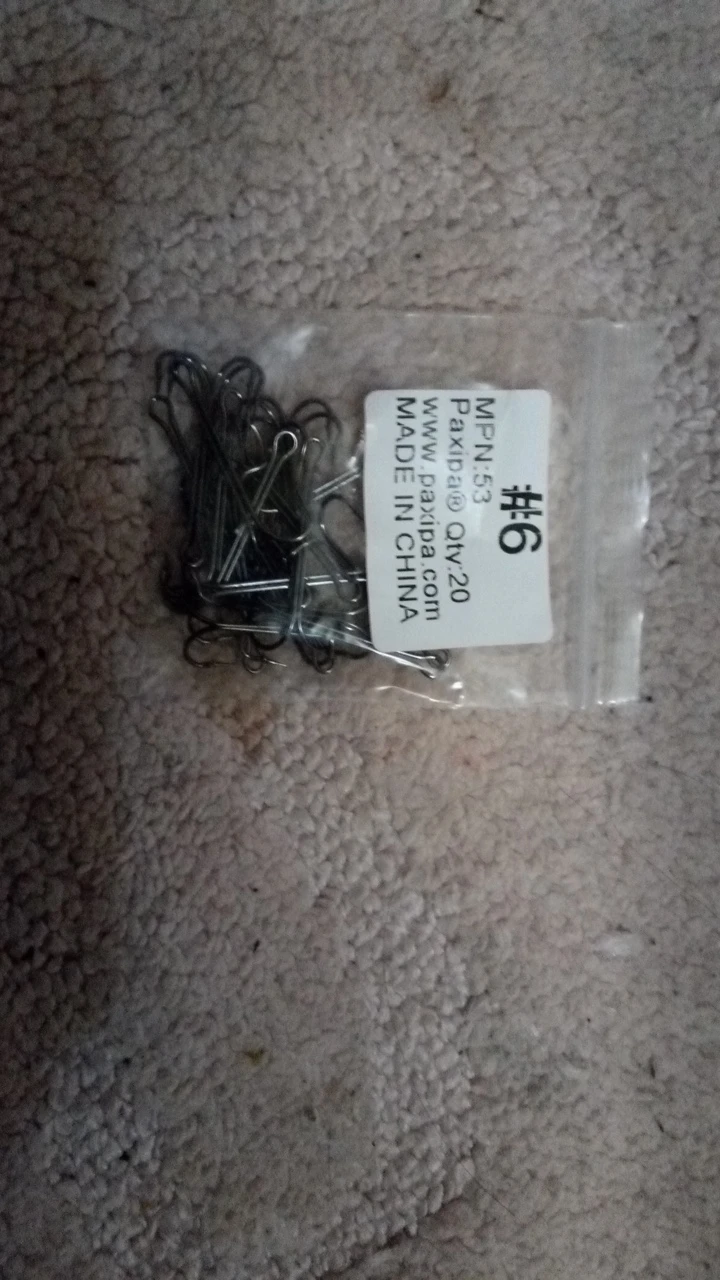 #6
MPN:53
Paxipa® Qty:20
www.paxipa.com
MADE IN CHINA